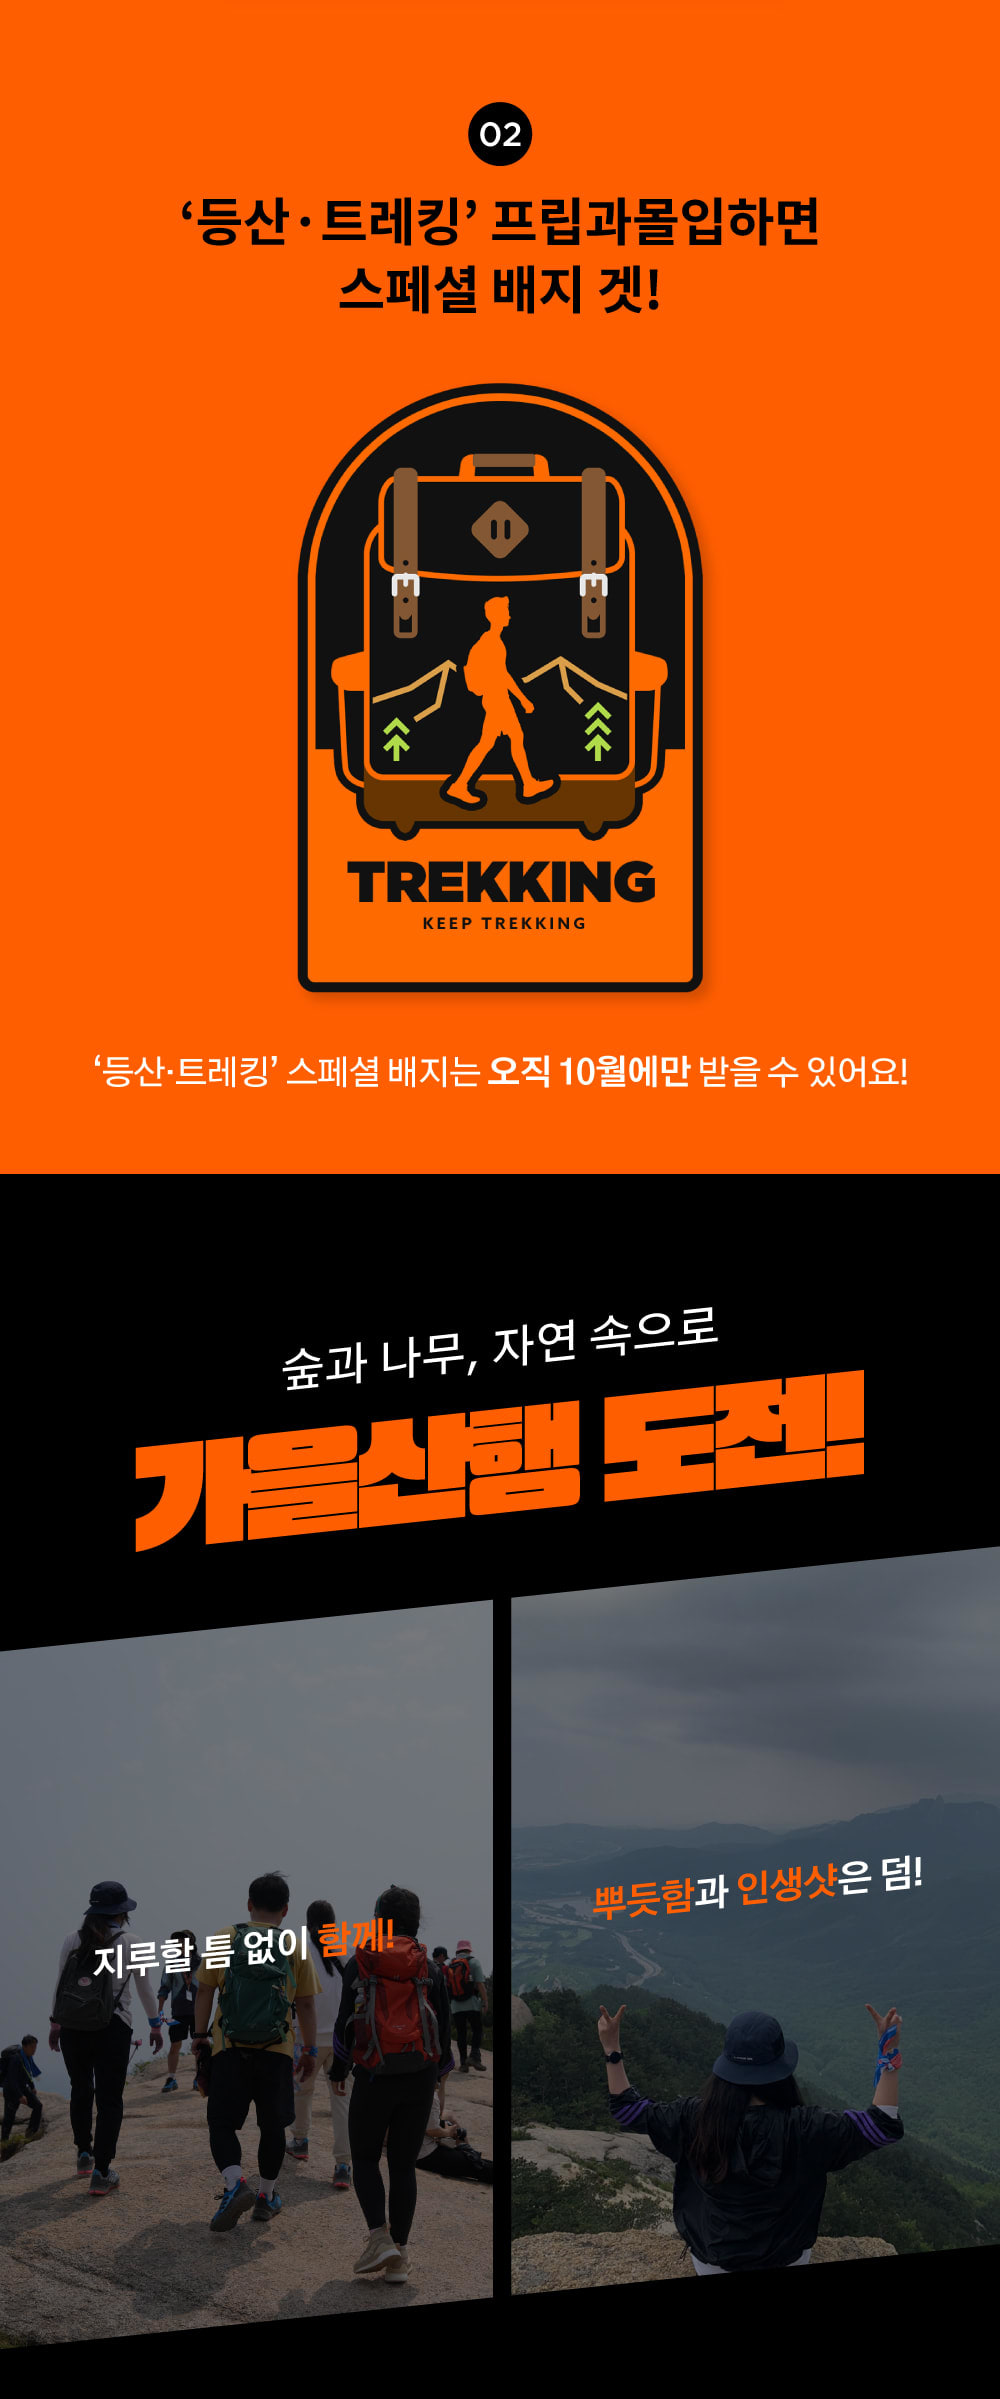 02
‘등산·트레킹’ 프립과몰입하면
스페셜 배지 겟!
TREKKING
KEEP TREKKING
‘등산·트레킹’ 스페셜 배지는 오직 10월에만 받을 수 있어요!
숲과 나무, 자연 속으로
가을산행 도전!
뿌듯함과 인생샷은 덤!
지루할 틈 없이 함께!